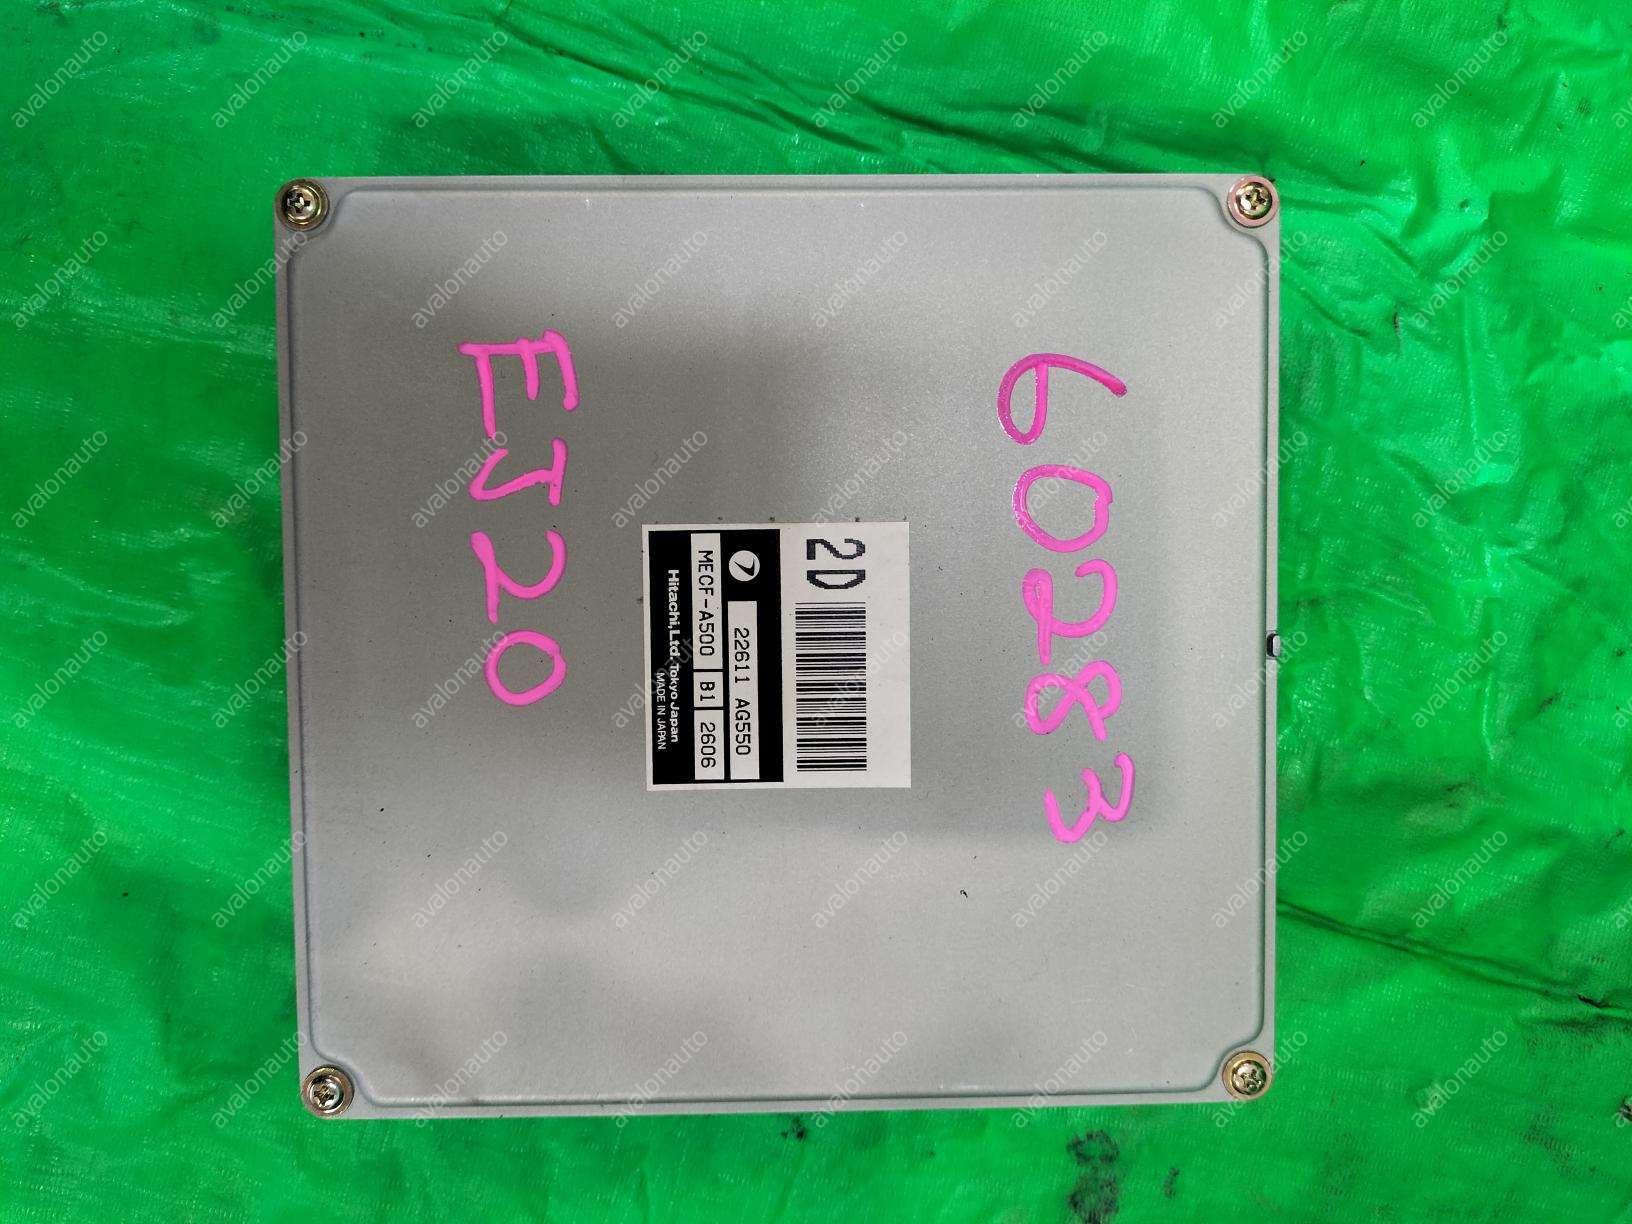 60283
2D
22611 AG550
MECF-A500 B1 2606
Hitachi,Ltd. Tokyo Japan
MADE IN JAPAN
EJ20
avalonauto